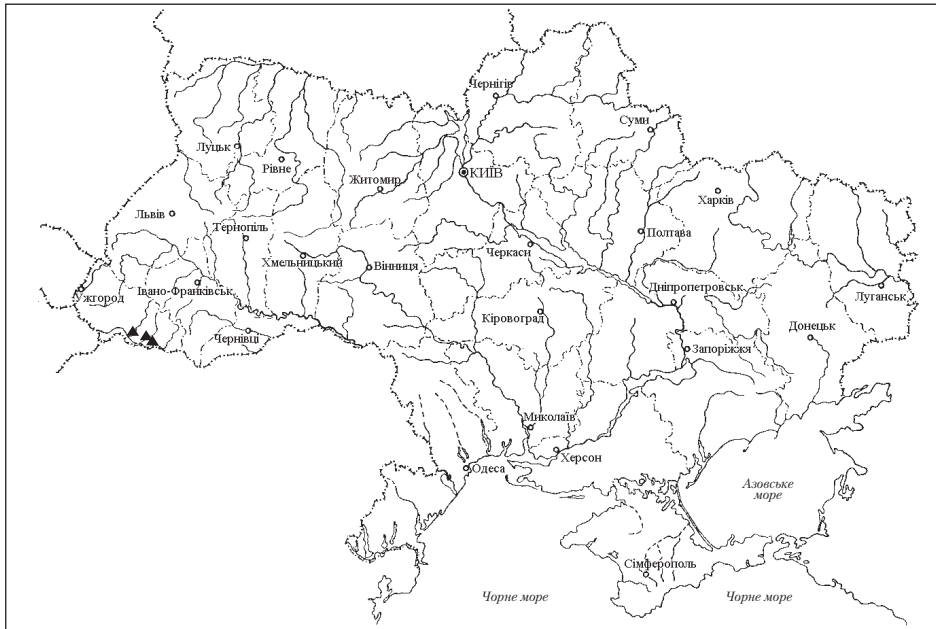 Чернігів
Суми
Луцьк
Рівне
КИЇВ
Житомир
Харків
Львів
Тернопіль
Полтава
Черкаси
Хмельницький
Вінниця
Ужгород
Івано-Франківськ
Дніпропетровськ
Луганськ
Кіровоград
Донецьк
Чернівці
Запоріжжя
Миколаїв
Херсон
Одеса
Азовське
море
Сімферополь
Чорне море
Чорне море